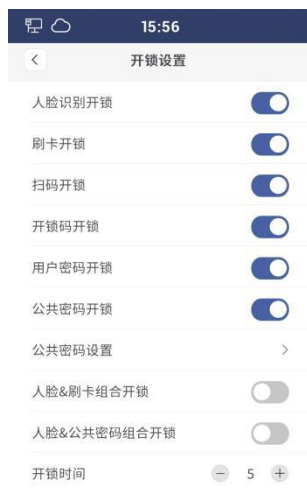 15:56
开锁设置
人脸识别开锁
刷卡开锁
扫码开锁
开锁码开锁
用户密码开锁
公共密码开锁
公共密码设置
人脸&刷卡组合开锁
人脸&公共密码组合开锁
开锁时间 5